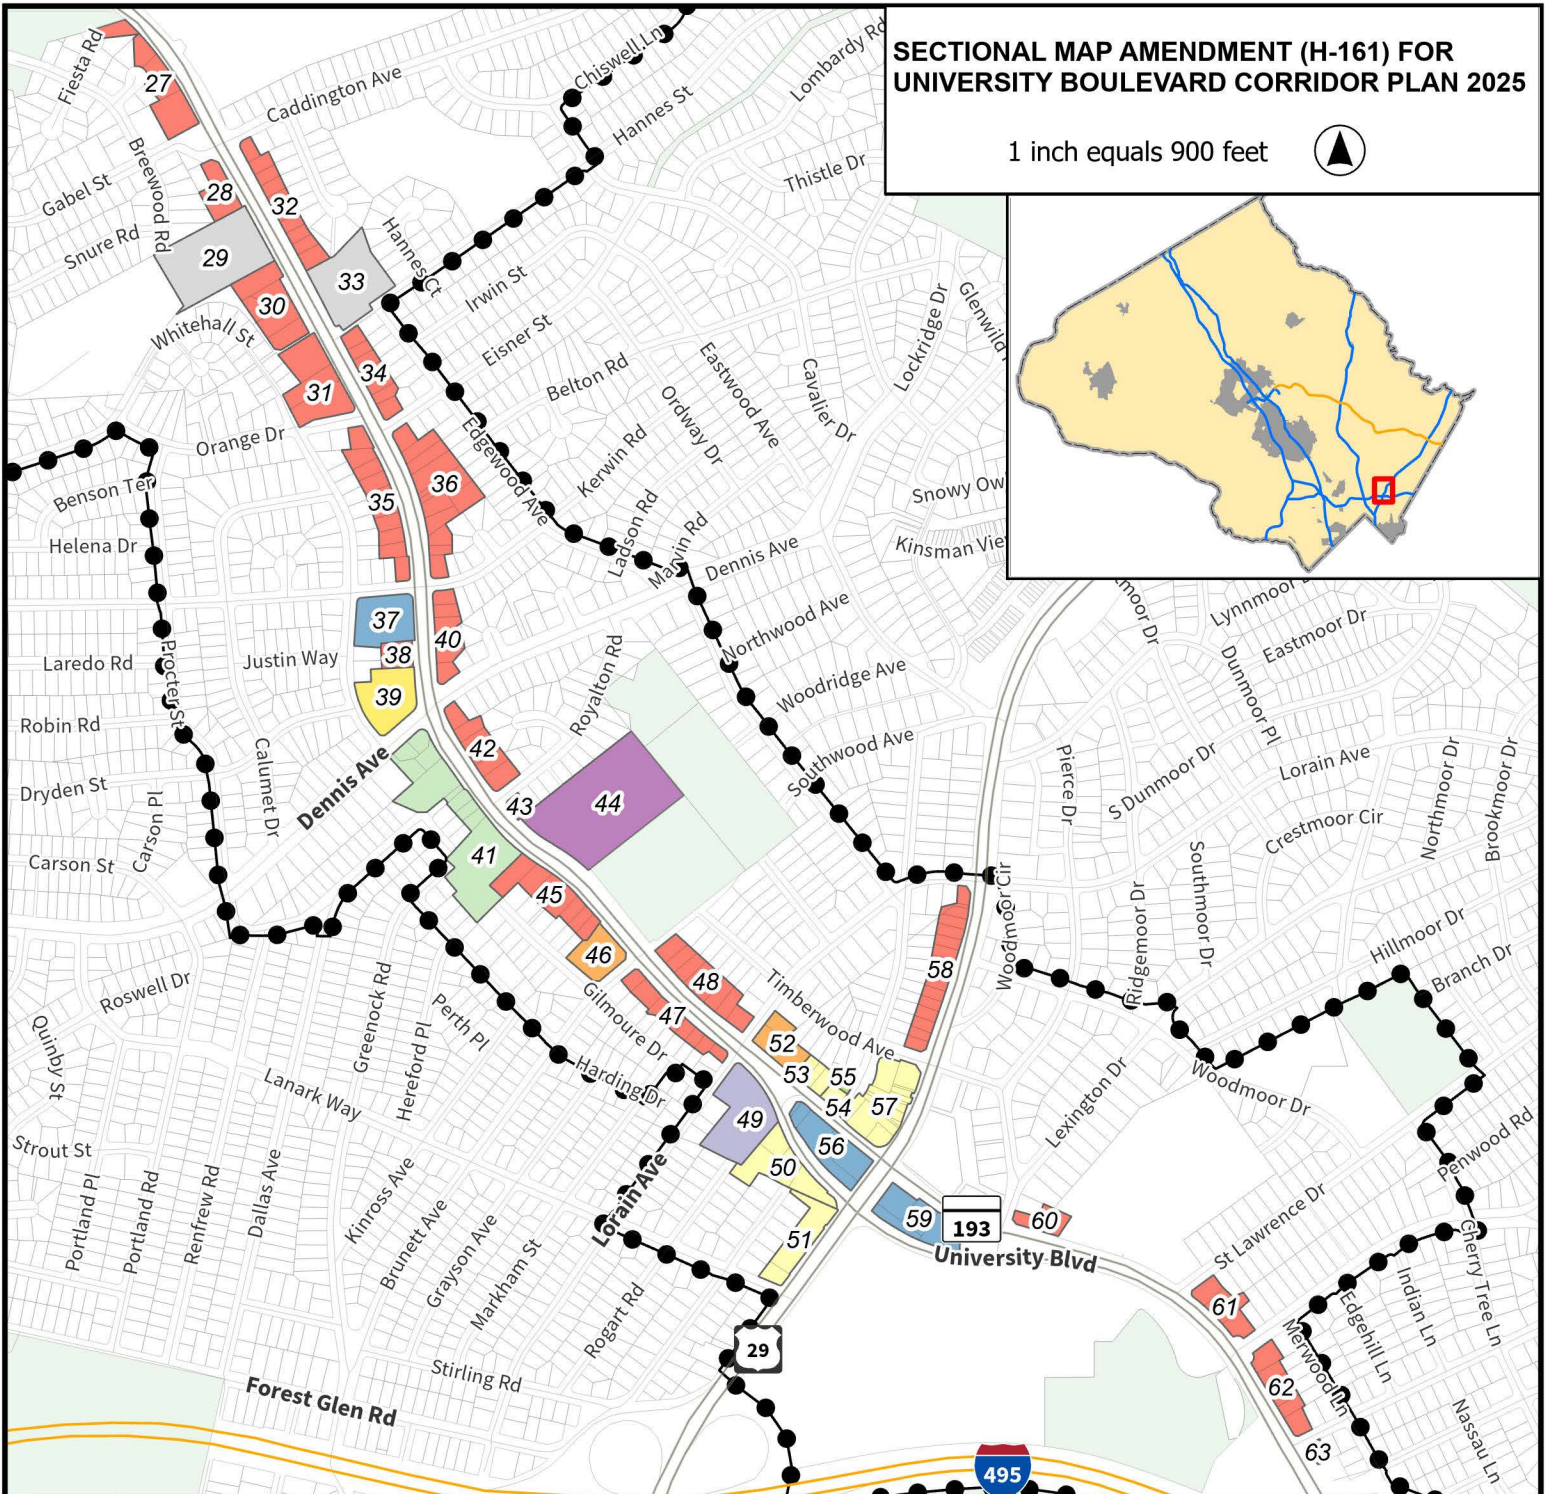 SECTIONAL MAP AMENDMENT (H-161) FOR
UNIVERSITY BOULEVARD CORRIDOR PLAN 2025
1 inch equals 900 feet
Fiesta Rd
27
Caddington Ave
Chiswell Ln
Lombardy Rd
Hannes St
Thistle Dr
Breewood Rd
Gabel St
28
32
Snure Rd
29
33
Hannes Ct
Irwin St
30
Whitehall St
Eisner St
Lockridge Dr
34
31
Belton Rd
Eastwood Ave
Cavalier Dr
Ordway Dr
Orange Dr
Edgewood Ave
Kerwin Rd
Benson Ter
35
36
Ladson Rd
Marvin Rd
Dennis Ave
Helena Dr
37
38
40
Northwood Ave
Laredo Rd
Procter St
Justin Way
39
Royalton Rd
Woodridge Ave
Eastmoor Dr
Dunmoor Pl
Robin Rd
42
Southwood Ave
Pierce Dr
S Dunmoor Dr
Lorain Ave
Northmoor Dr
Brookmoor Dr
Dryden St
Carson Pl
Calumet Dr
Dennis Ave
43
44
Crestmoor Cir
Carson St
41
45
Woodmoor Cir
Ridgemoor Dr
Southmoor Dr
Hillmoor Dr
Branch Dr
46
58
Roswell Dr
Greenock Rd
Perth Pl
Gilmoure Dr
48
47
Timberwood Ave
Quinby St
Hereford Pl
52
53
55
54
57
Lanark Way
Harding Dr
Lexington Dr
Woodmoor Dr
49
56
50
Strout St
Penwood Rd
Portland Pl
Portland Rd
Renfrew Rd
Dallas Ave
Kinross Ave
Brunett Ave
Grayson Ave
Markham St
Lorain Ave
51
59
193
60
University Blvd
St Lawrence Dr
Cherry Tree Ln
Rogart Rd
61
Indian Ln
Edgehill Ln
29
Merwood Ln
62
Stirling Rd
Forest Glen Rd
Nassau Ln
63
495